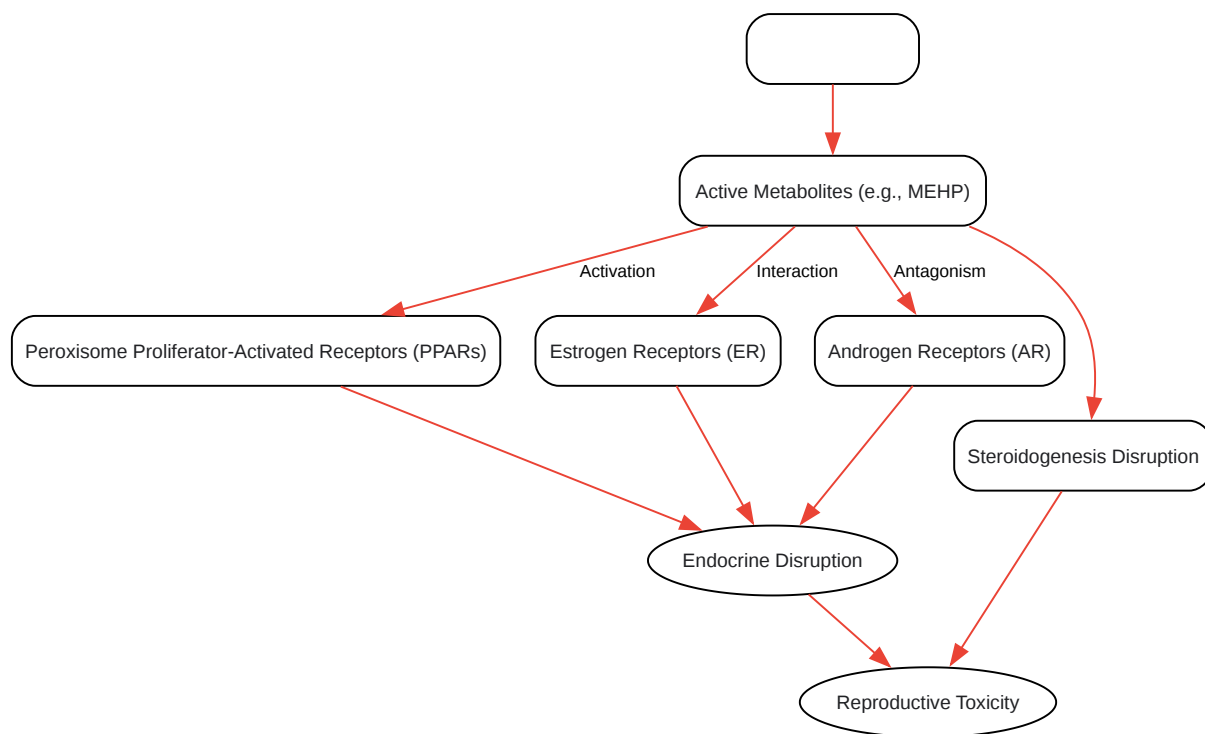 Active Metabolites (e.g., MEHP)
Activation
Interaction
Antagonism
Peroxisome Proliferator-Activated Receptors (PPARs)
Estrogen Receptors (ER)
Androgen Receptors (AR)
Steroidogenesis Disruption
Endocrine Disruption
Reproductive Toxicity